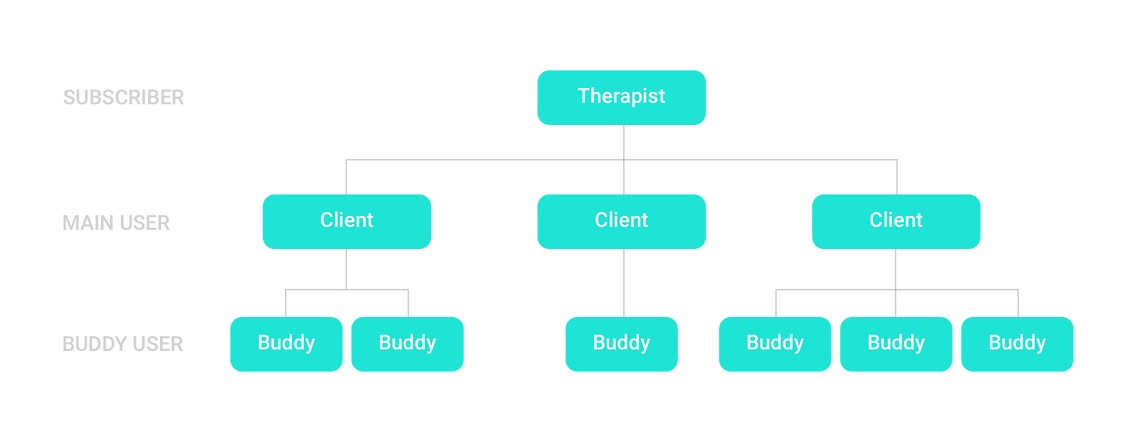 SUBSCRIBER
Therapist
MAIN USER
Client
Client
Client
BUDDY USER
Buddy
Buddy
Buddy
Buddy
Buddy
Buddy